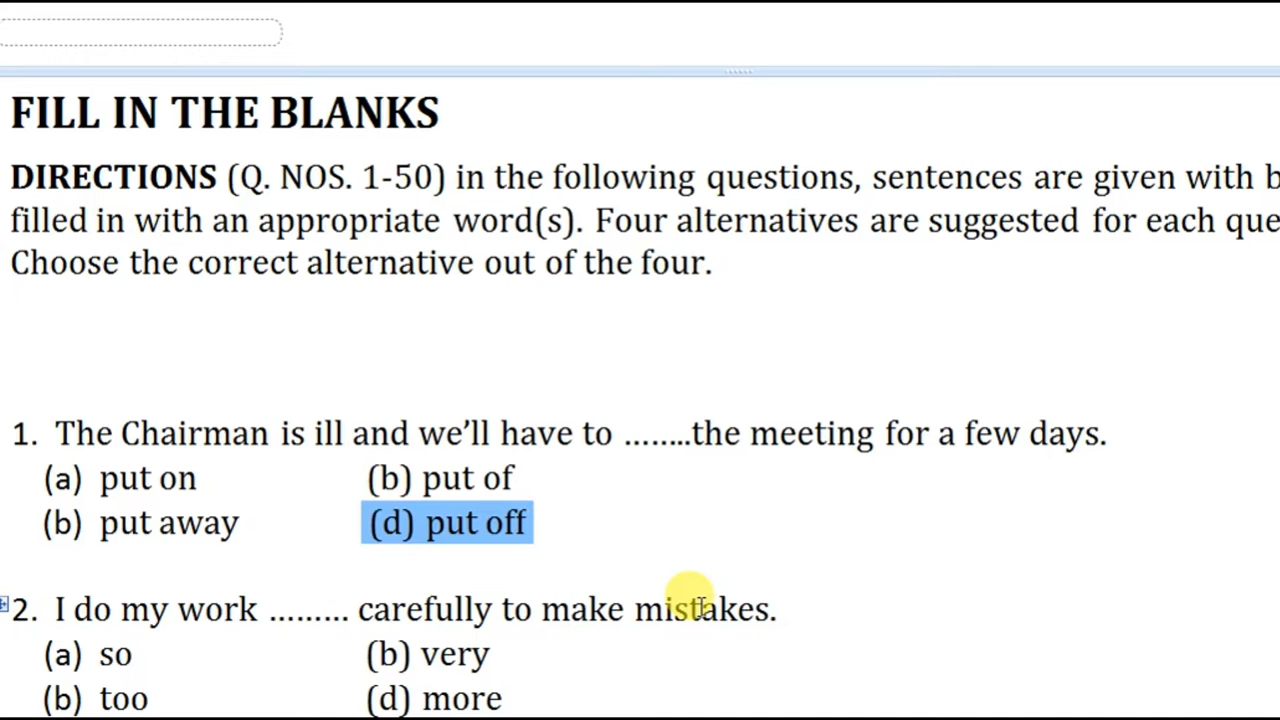 FILL IN THE BLANKS
DIRECTIONS (Q. NOS. 1-50) in the following questions, sentences are given with
filled in with an appropriate word(s). Four alternatives are suggested for each
Choose the correct alternative out of the four.
1. The Chairman is ill and we’ll have to ........the meeting for a few days.
(a) put on (b) put of
(b) put away (d) put off
2. I do my work ......... carefully to make mistakes.
(a) so (b) very
(b) too (d) more